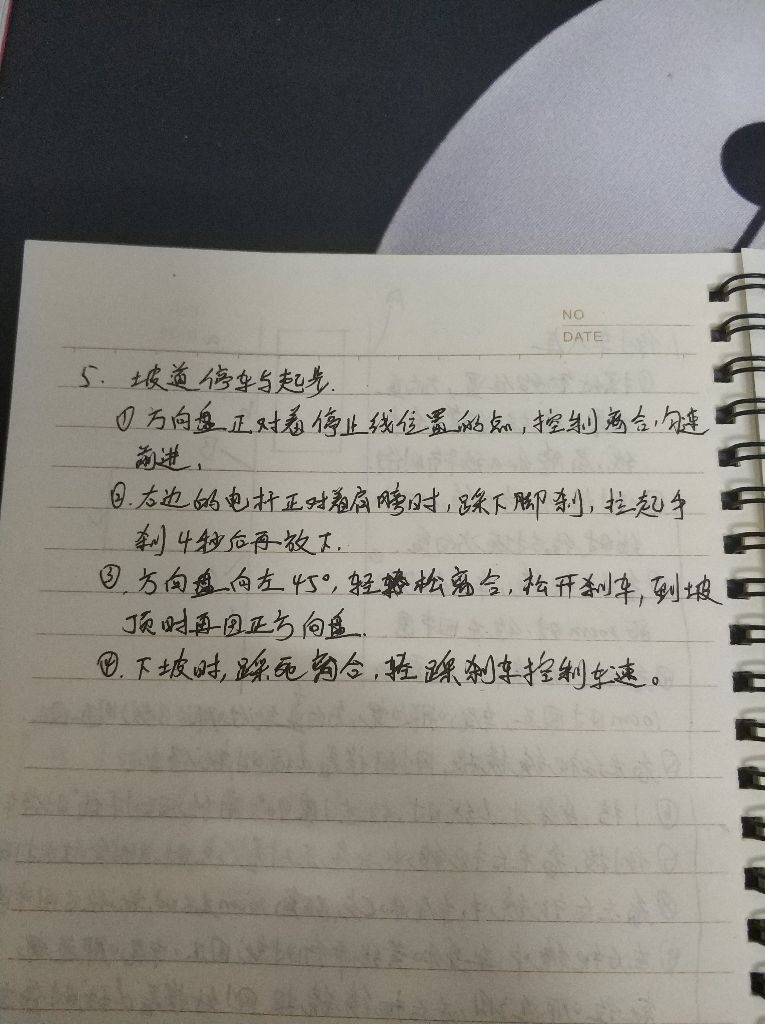 NO
DATE
5. 坡道停车与起步.
① 方向盘正对着停止线位置的点,控制离合,匀速
前进,
②.右边的电杆正对着肩膀时,踩下脚刹,拉起手
刹4秒后再放下.
③.方向盘向左45°,轻松离合,松开刹车,到坡
顶时再回正方向盘.
④.下坡时,踩死离合,轻踩刹车控制车速。